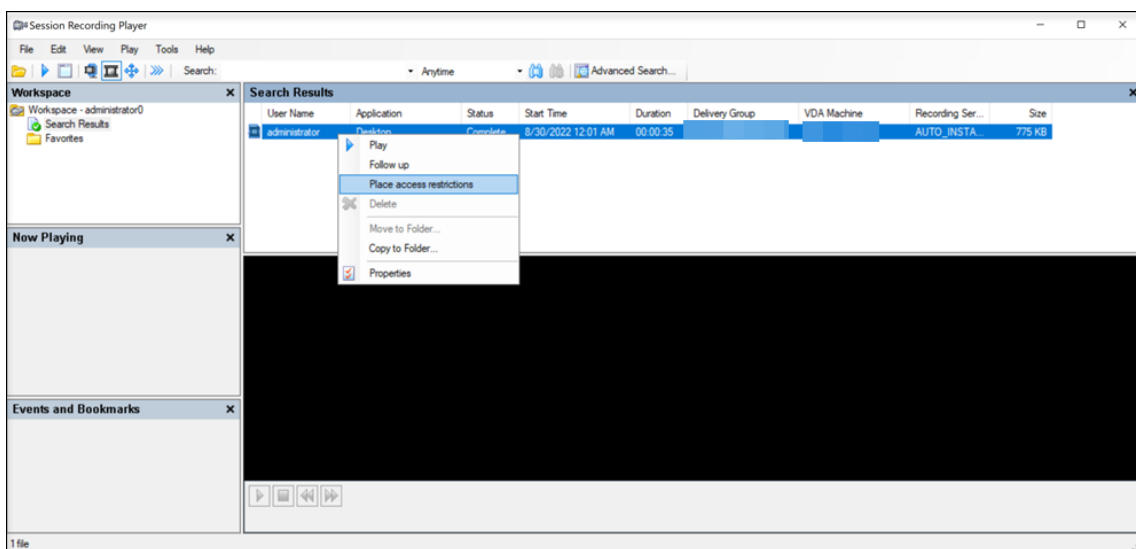 Session Recording Player
File Edit View Play Tools Help
Search: Anytime Advanced Search...
Workspace
Workspace - administrator0
Search Results
Favorites
Now Playing
Events and Bookmarks
Search Results
User Name Application Status Start Time Duration Delivery Group VDA Machine Recording Ser... Size
administrator Desktop Complete 8/30/2022 12:01 AM 00:00:35 AUTO_INSTA... 775 KB
Play
Follow up
Place access restrictions
Delete
Move to Folder...
Copy to Folder...
Properties
1 file